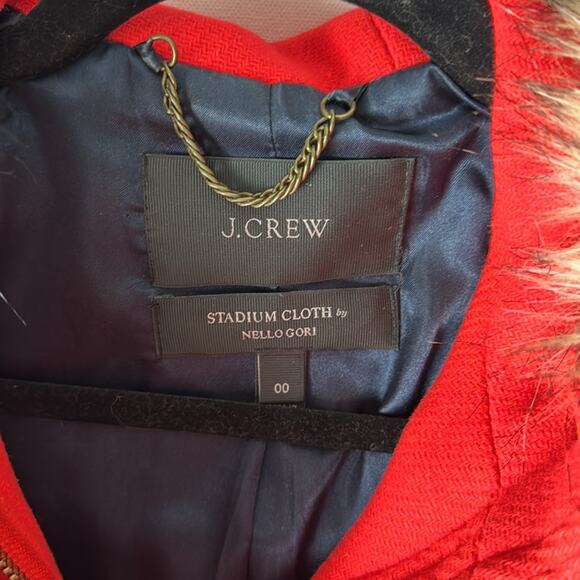 J.CREW
STADIUM CLOTH by
NELLO GORI
00